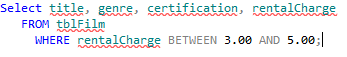 Select title, genre, certification, rentalCharge
FROM tblFilm
WHERE rentalCharge BETWEEN 3.00 AND 5.00;